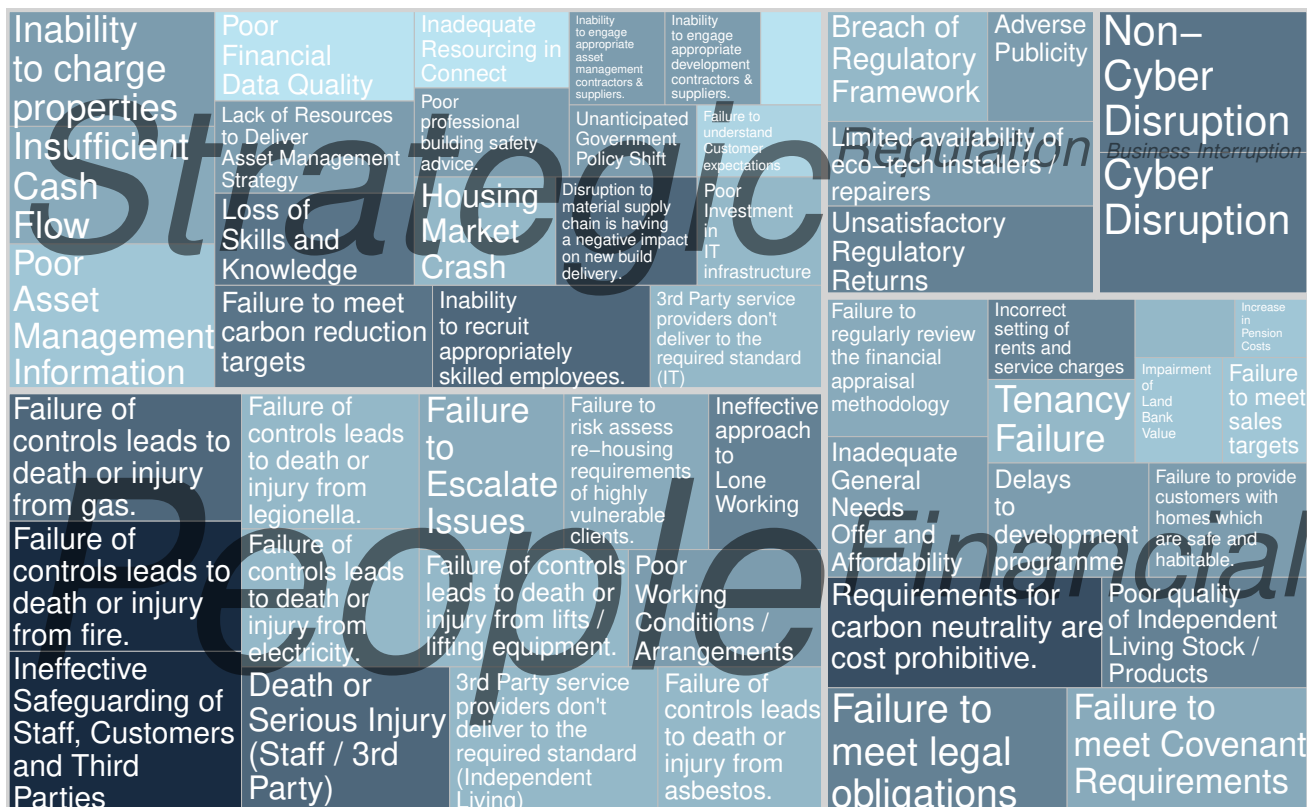 Strategic
Inability
to charge
properties
Insufficient
Cash
Flow
Poor
Asset
Management
Information
Poor
Financial
Data Quality
Lack of Resources
to Deliver
Asset Management
Strategy
Loss of
Skills and
Knowledge
Failure to meet
carbon reduction
targets
Inadequate
Resourcing in
Connect
Poor
professional
building safety
advice.
Housing
Market
Crash
Inability
to recruit
appropriately
skilled employees.
Inability
to engage
appropriate
asset
management
contractors &
suppliers.
Inability
to engage
appropriate
development
contractors &
suppliers.
Unanticipated
Government
Policy Shift
Failure to
understand
Customer
expectations
Disruption to
material supply
chain is having
a negative impact
on new build
delivery.
Poor
Investment
in
IT
infrastructure
3rd Party service
providers don't
deliver to the
required standard
(IT)
Breach of
Regulatory
Framework
Adverse
Publicity
Limited availability of
eco−tech installers /
repairers
Unsatisfactory
Regulatory
Returns
Non−
Cyber
Disruption
Business Interruption
Cyber
Disruption
People
Failure of
controls leads to
death or injury
from gas.
Failure of
controls leads to
death or injury
from fire.
Ineffective
Safeguarding of
Staff, Customers
and Third
Parties
Failure of
controls leads
to death or
injury from
legionella.
Failure of
controls leads
to death or
injury from
electricity.
Death or
Serious Injury
(Staff / 3rd
Party)
Failure
to
Escalate
Issues
Failure to
risk assess
re−housing
requirements
of highly
vulnerable
clients.
Ineffective
approach
to
Lone
Working
Failure of controls
leads to death or
injury from lifts /
lifting equipment.
Poor
Working
Conditions /
Arrangements
3rd Party service
providers don't
deliver to the
required standard
(Independent
Living)
Failure of
controls leads
to death or
injury from
asbestos.
Financial
Failure to
regularly review
the financial
appraisal
methodology
Incorrect
setting of
rents and
service charges
Increase
in
Pension
Costs
Tenancy
Failure
Impairment
of
Land
Bank
Value
Failure
to meet
sales
targets
Inadequate
General
Needs
Offer and
Affordability
Delays
to
development
programme
Failure to provide
customers with
homes which
are safe and
habitable.
Requirements for
carbon neutrality are
cost prohibitive.
Poor quality
of Independent
Living Stock /
Products
Failure to
meet legal
obligations
Failure to
meet Covenant
Requirements